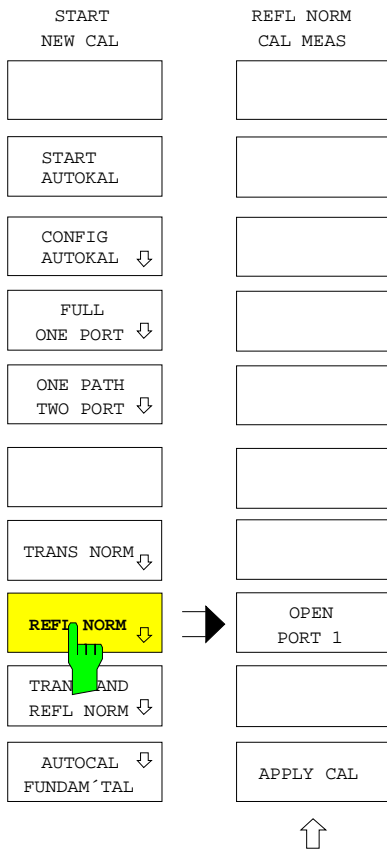 START
NEW CAL
START
AUTOKAL
CONFIG
AUTOKAL
FULL
ONE PORT
ONE PATH
TWO PORT
TRANS NORM
REFL NORM
TRANS AND
REFL NORM
AUTOCAL
FUNDAM´TAL
REFL NORM
CAL MEAS
OPEN
PORT 1
APPLY CAL